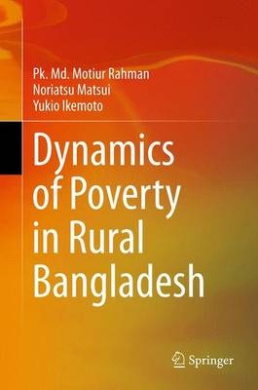 Pk. Md. Motiur Rahman
Noriatsu Matsui
Yukio Ikemoto
Dynamics
of Poverty
in Rural
Bangladesh
Springer